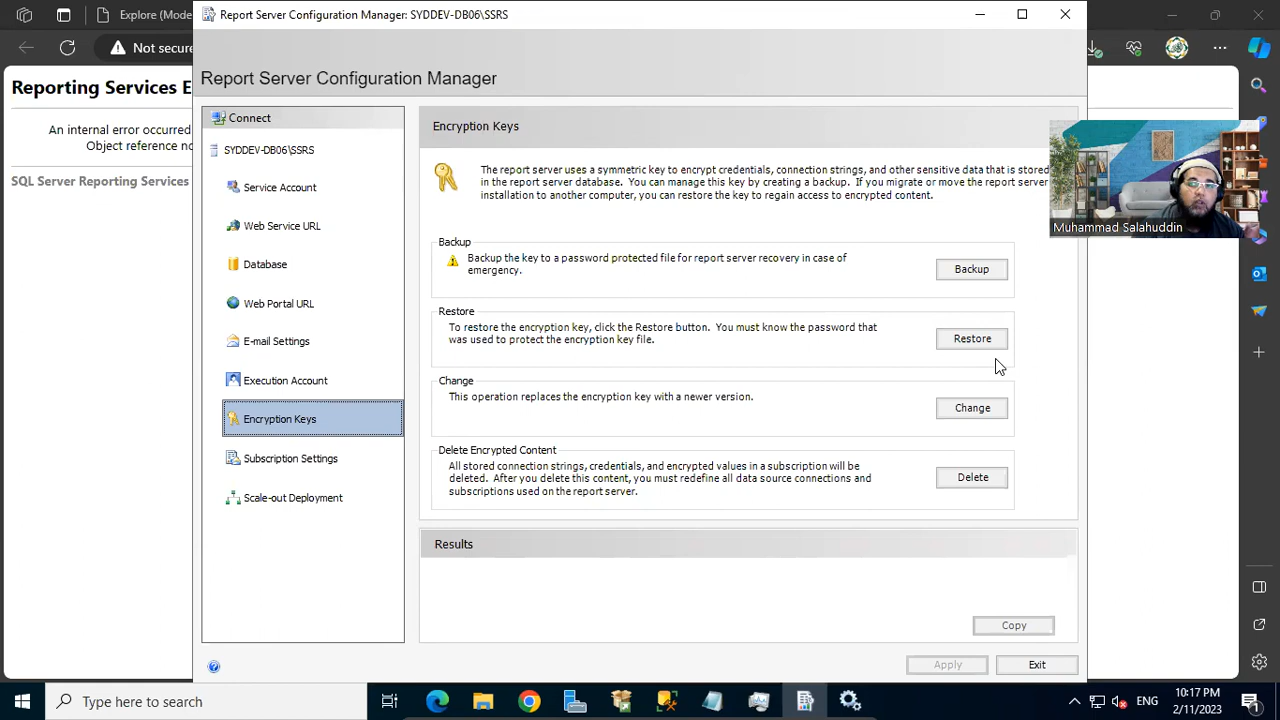 Report Server Configuration Manager: SYDDEV-DB06\SSRS
Explore (Mode
Not secure
Reporting Services E
An internal error occurred
Object reference no
SQL Server Reporting Services
Report Server Configuration Manager
Connect
SYDDEV-DB06\SSRS
Service Account
Web Service URL
Database
Web Portal URL
E-mail Settings
Execution Account
Encryption Keys
Subscription Settings
Scale-out Deployment
Encryption Keys
The report server uses a symmetric key to encrypt credentials, connection strings, and other sensitive data that is stored
in the report server database. You can manage this key by creating a backup. If you migrate or move the report server
installation to another computer, you can restore the key to regain access to encrypted content.
Backup
Backup the key to a password protected file for report server recovery in case of
emergency.
Backup
Restore
To restore the encryption key, click the Restore button. You must know the password that
was used to protect the encryption key file.
Restore
Change
This operation replaces the encryption key with a newer version.
Change
Delete Encrypted Content
All stored connection strings, credentials, and encrypted values in a subscription will be
deleted. After you delete this content, you must redefine all data source connections and
subscriptions used on the report server.
Delete
Results
Copy
Apply
Exit
Muhammad Salahuddin
Type here to search
ENG
10:17 PM
2/11/2023
1